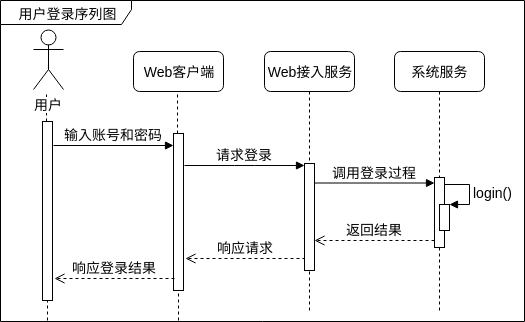 用户登录序列图
Web客户端
Web接入服务
系统服务
用户
输入账号和密码
请求登录
调用登录过程
login()
返回结果
响应请求
响应登录结果